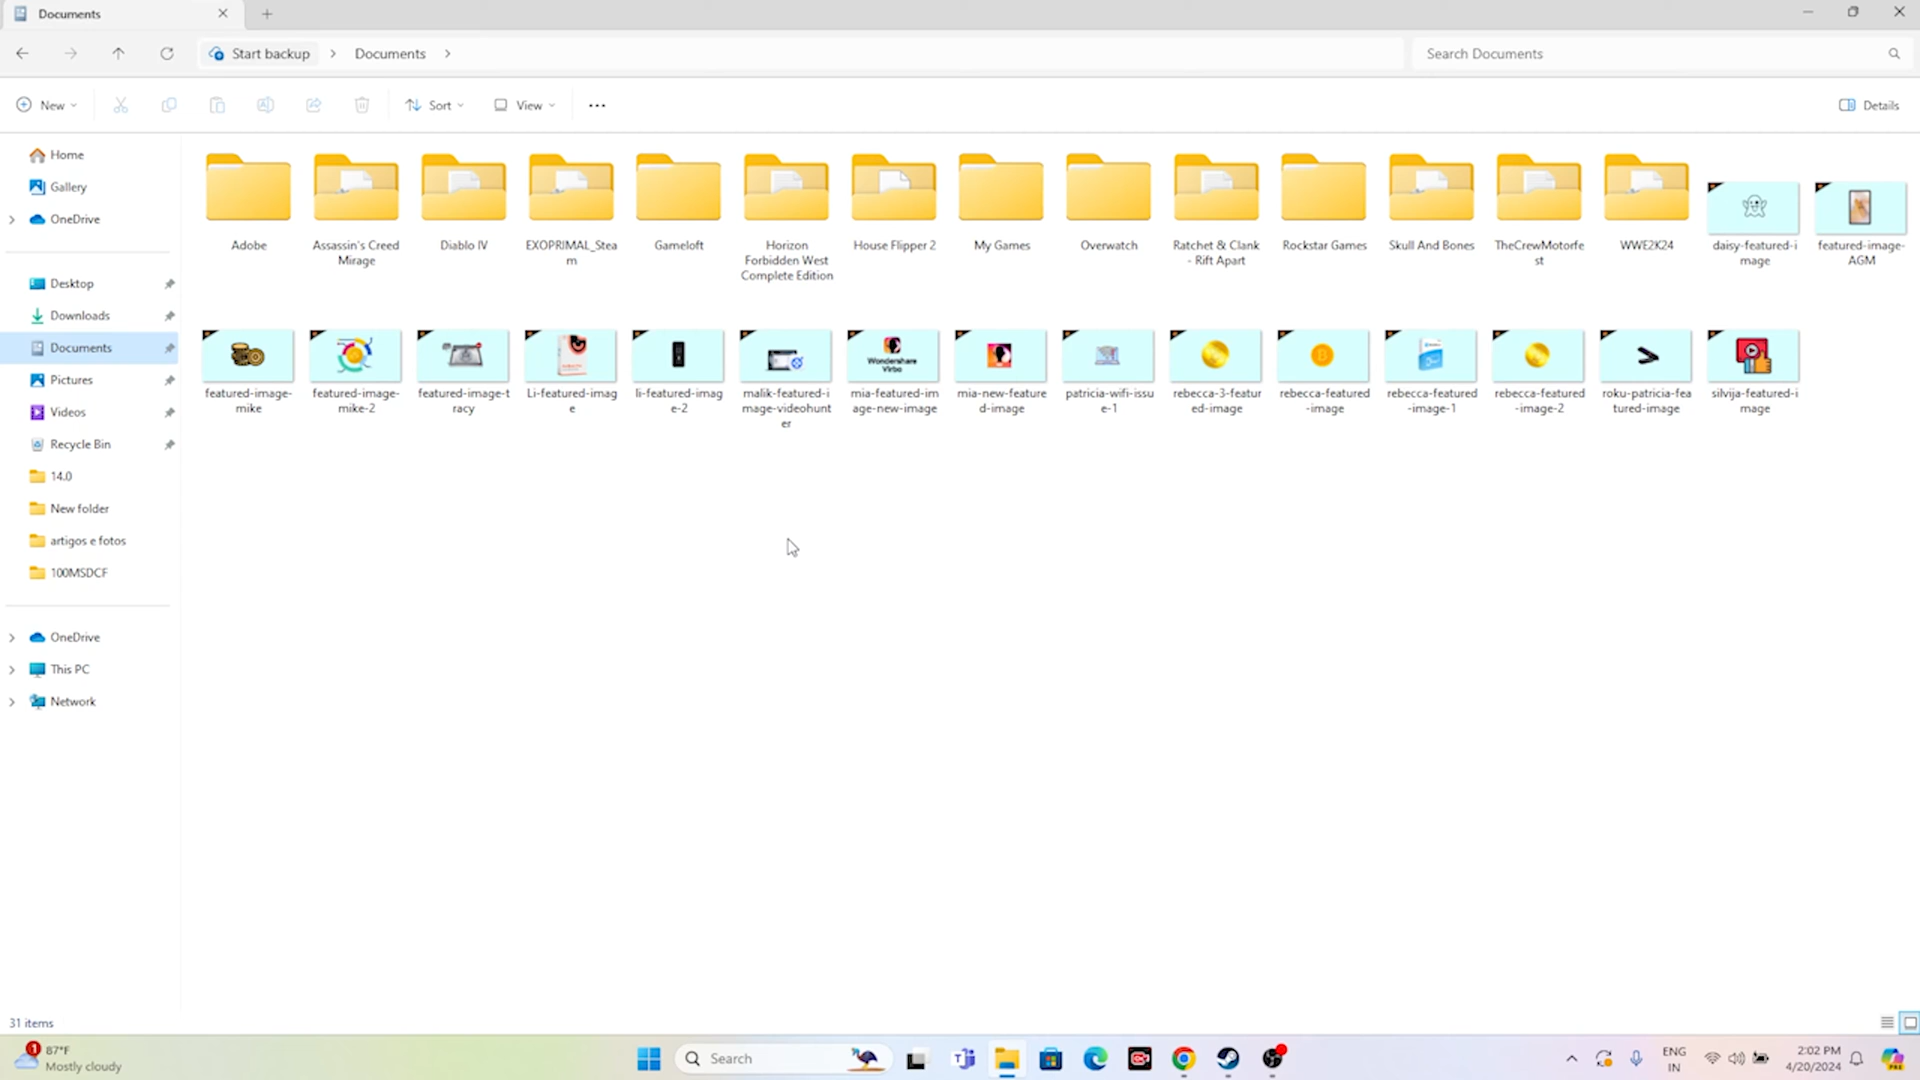 Documents
Start backup
Documents
Search Documents
New
Sort
View
Details
Home
Gallery
OneDrive
Desktop
Downloads
Documents
Pictures
Videos
Recycle Bin
14.0
New folder
artigos e fotos
100MSDCF
OneDrive
This PC
Network
Adobe
Assassin's Creed
Mirage
Diablo IV
EXOPRIMAL_Stea
m
Gameloft
Horizon
Forbidden West
Complete Edition
House Flipper 2
My Games
Overwatch
Ratchet & Clank
- Rift Apart
Rockstar Games
Skull And Bones
TheCrewMotorfe
st
WWE2K24
daisy-featured-i
mage
featured-image-
AGM
featured-image-
mike
featured-image-
mike-2
featured-image-t
racy
Li-featured-imag
e
li-featured-imag
e-2
malik-featured-i
mage-videohunt
er
Wondershare
Virbo
mia-featured-im
age-new-image
mia-new-feature
d-image
patricia-wifi-issu
e-1
rebecca-3-featur
ed-image
rebecca-featured
-image
rebecca-featured
-image-1
rebecca-featured
-image-2
roku-patricia-fea
tured-image
silvija-featured-i
mage
31 items
1
87°F
Mostly cloudy
Search
ENG
IN
2:02 PM
4/20/2024
PRE